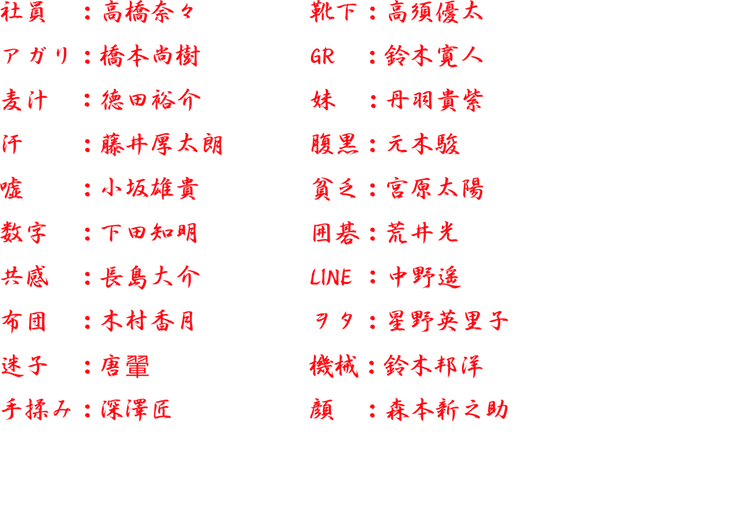 社員　：高橋奈々
アガリ：橋本尚樹
麦汁　：德田裕介
汗　　：藤井厚太朗
嘘　　：小坂雄貴
数字　：下田知明
共感　：長島大介
布団　：木村香月
迷子　：唐翬
手揉み：深澤匠
靴下：高須優太
GR　：鈴木寛人
妹　：丹羽貴紫
腹黒：元木駿
貧乏：宮原太陽
囲碁：荒井光
LINE：中野遥
ヲタ：星野英里子
機械：鈴木邦洋
顔　：森本新之助